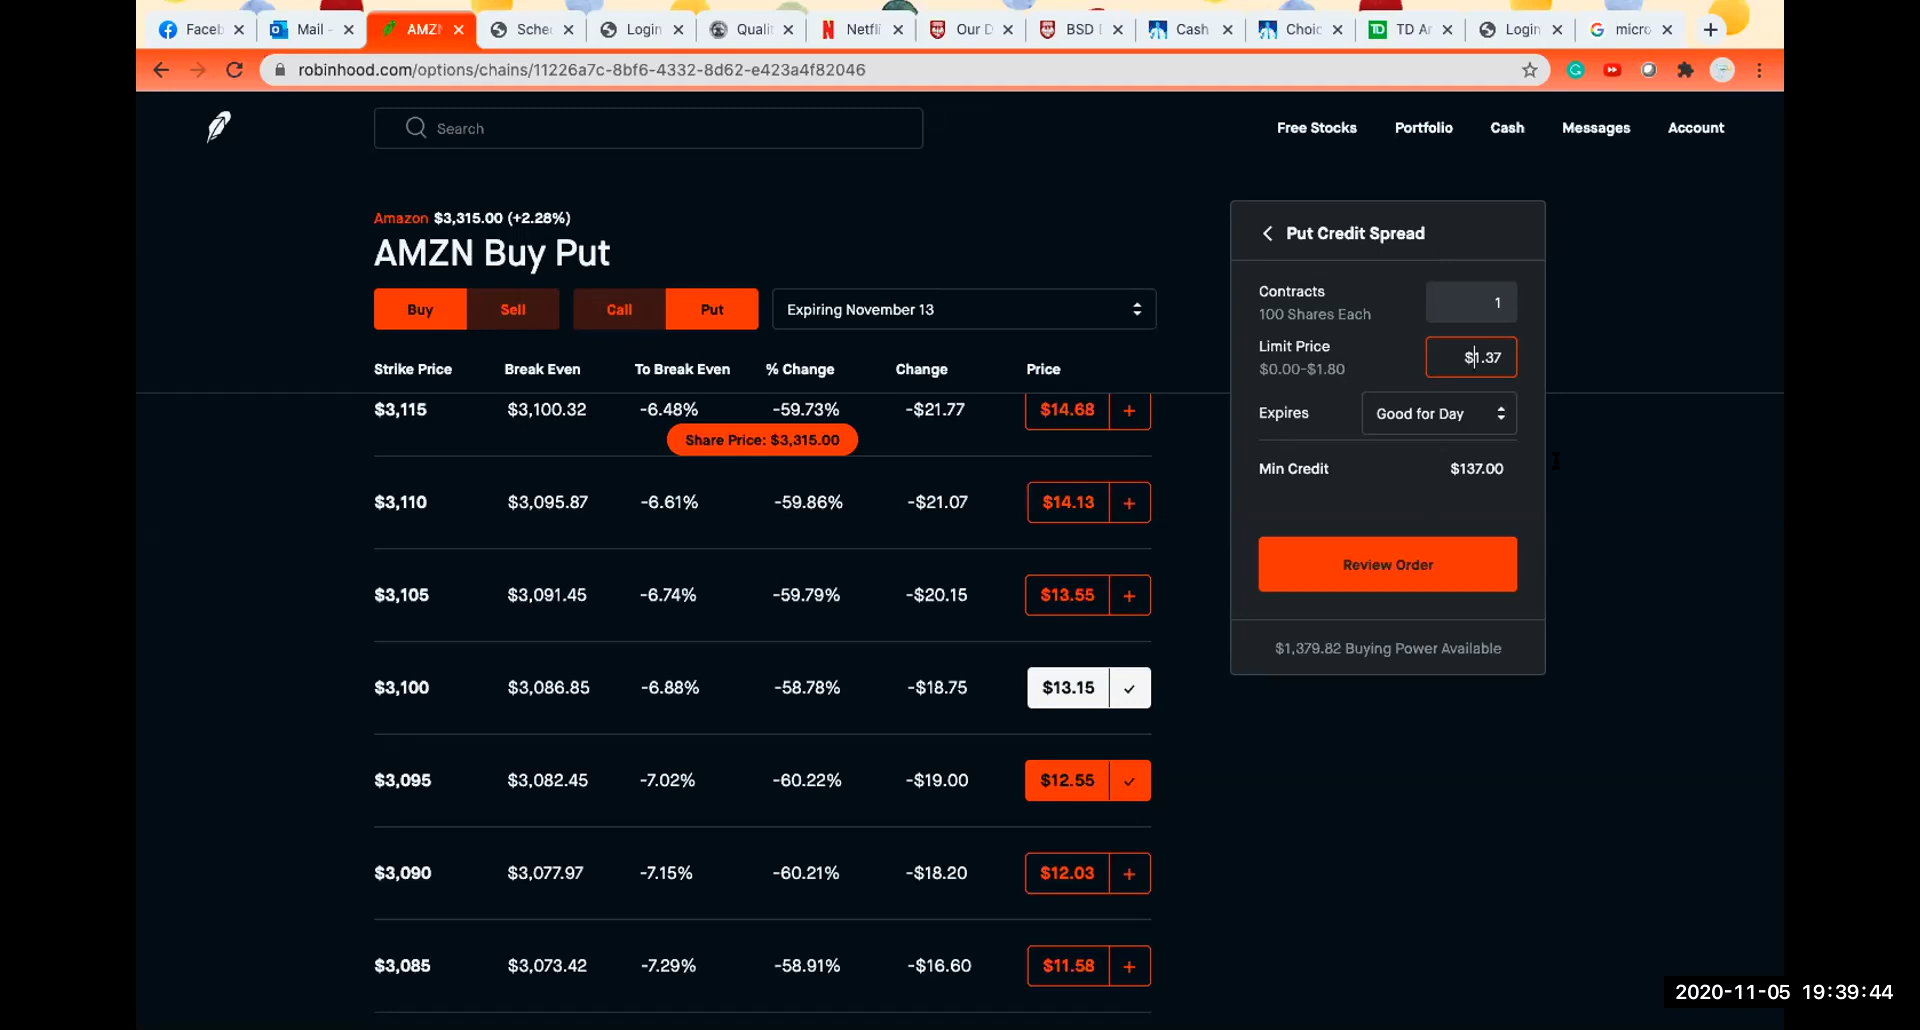 Faceb
Mail -
AMZN
Sche
Login
Quali
Netfli
Our D
BSD
Cash
Choic
TD
TD Ar
Login
micro
robinhood.com/options/chains/11226a7c-8bf6-4332-8d62-e423a4f82046
Search
Free Stocks
Portfolio
Cash
Messages
Account
Amazon $3,315.00 (+2.28%)
AMZN Buy Put
Buy
Sell
Call
Put
Expiring November 13
Strike Price Break Even To Break Even % Change Change Price
$3,115 $3,100.32 -6.48% -59.73% -$21.77 $14.68 +
Share Price: $3,315.00
$3,110 $3,095.87 -6.61% -59.86% -$21.07 $14.13 +
$3,105 $3,091.45 -6.74% -59.79% -$20.15 $13.55 +
$3,100 $3,086.85 -6.88% -58.78% -$18.75 $13.15
$3,095 $3,082.45 -7.02% -60.22% -$19.00 $12.55
$3,090 $3,077.97 -7.15% -60.21% -$18.20 $12.03 +
$3,085 $3,073.42 -7.29% -58.91% -$16.60 $11.58 +
Put Credit Spread
Contracts 1
100 Shares Each
Limit Price $1.37
$0.00-$1.80
Expires Good for Day
Min Credit $137.00
Review Order
$1,379.82 Buying Power Available
2020-11-05 19:39:44